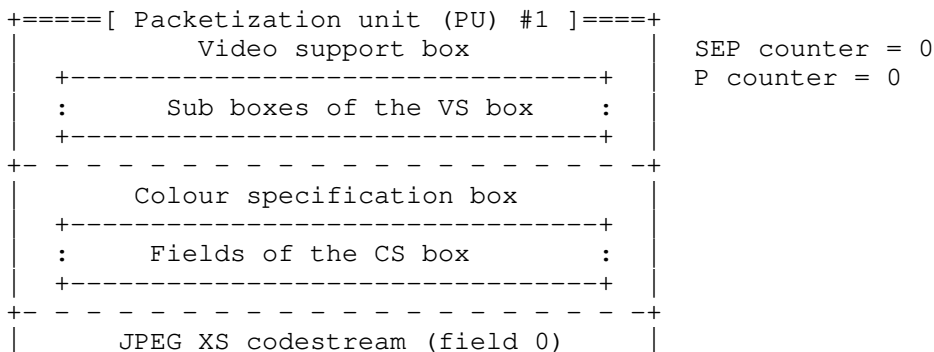 +=====[ Packetization unit (PU) #1 ]====+
| Video support box | SEP counter = 0
| +---------------------------------+ | P counter = 0
| : Sub boxes of the VS box : |
| +---------------------------------+ |
+- - - - - - - - - - - - - - - - - - - -+
| Colour specification box |
| +---------------------------------+ |
| : Fields of the CS box : |
| +---------------------------------+ |
+- - - - - - - - - - - - - - - - - - - -+
| JPEG XS codestream (field 0) |